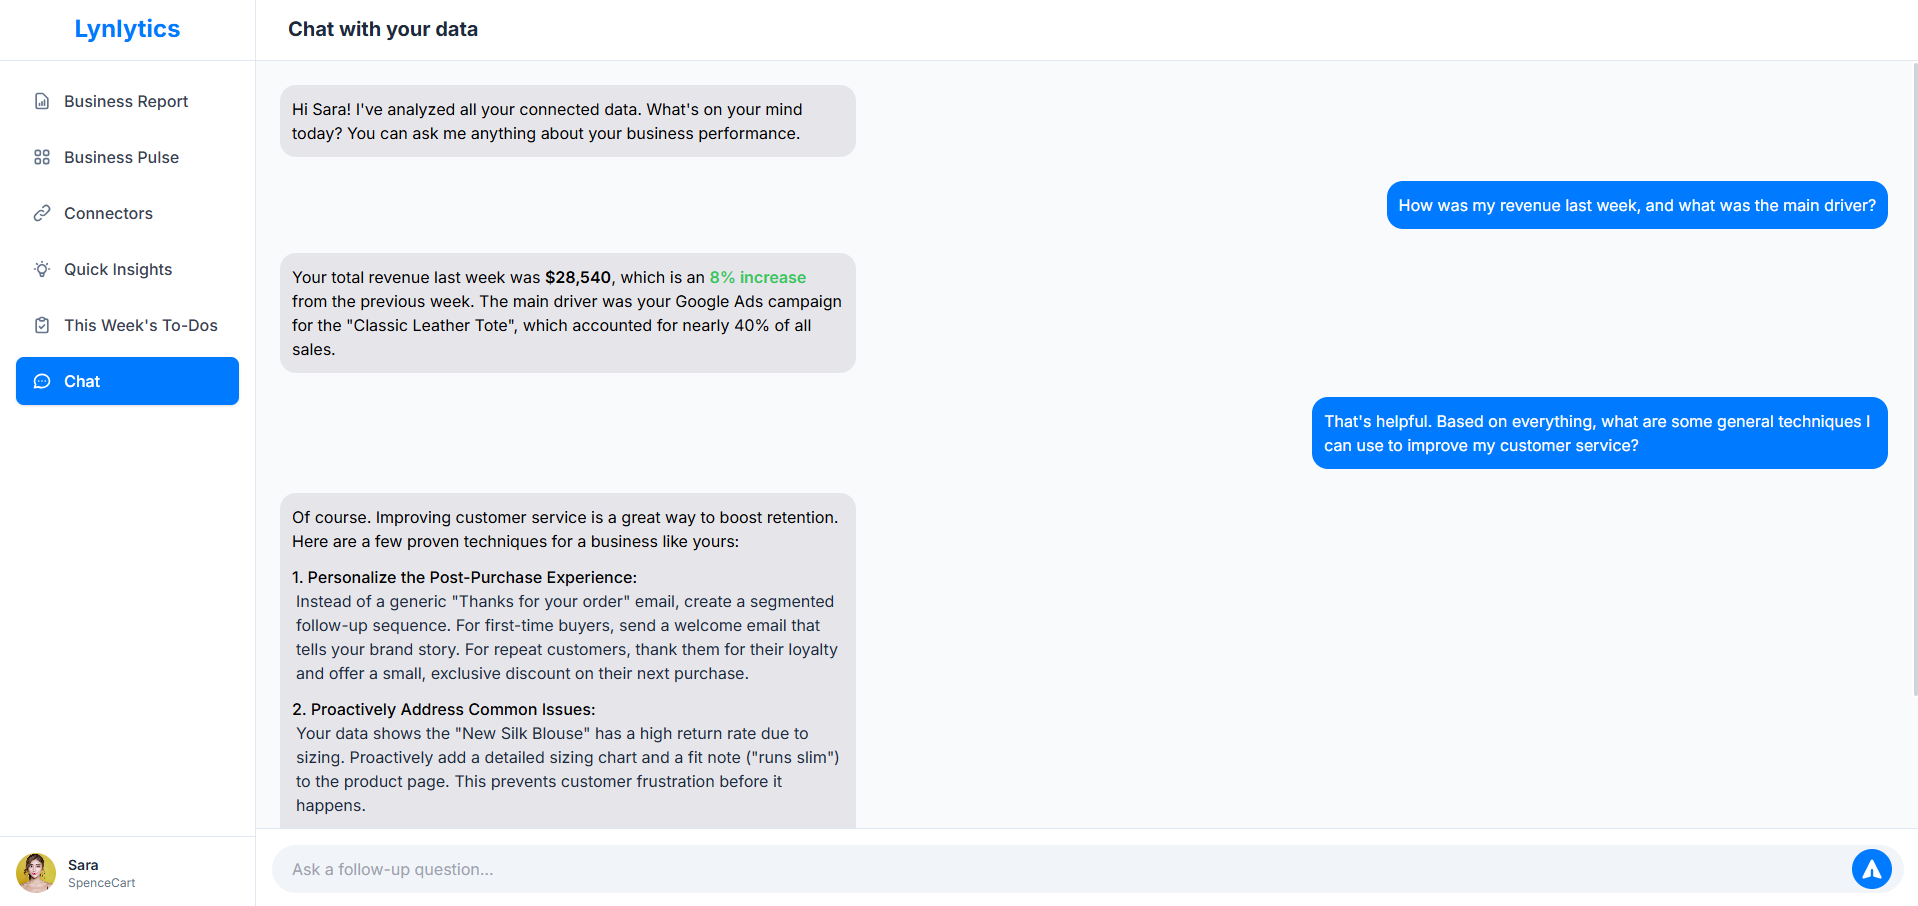 Lynlytics
Business Report
Business Pulse
Connectors
Quick Insights
This Week's To-Dos
Chat
Sara
SpenceCart
Chat with your data
Hi Sara! I've analyzed all your connected data. What's on your mind
today? You can ask me anything about your business performance.
How was my revenue last week, and what was the main driver?
Your total revenue last week was $28,540, which is an 8% increase
from the previous week. The main driver was your Google Ads campaign
for the "Classic Leather Tote", which accounted for nearly 40% of all
sales.
That's helpful. Based on everything, what are some general techniques I
can use to improve my customer service?
Of course. Improving customer service is a great way to boost retention.
Here are a few proven techniques for a business like yours:
1. Personalize the Post-Purchase Experience:
Instead of a generic "Thanks for your order" email, create a segmented
follow-up sequence. For first-time buyers, send a welcome email that
tells your brand story. For repeat customers, thank them for their loyalty
and offer a small, exclusive discount on their next purchase.
2. Proactively Address Common Issues:
Your data shows the "New Silk Blouse" has a high return rate due to
sizing. Proactively add a detailed sizing chart and a fit note ("runs slim")
to the product page. This prevents customer frustration before it
happens.
Ask a follow-up question...